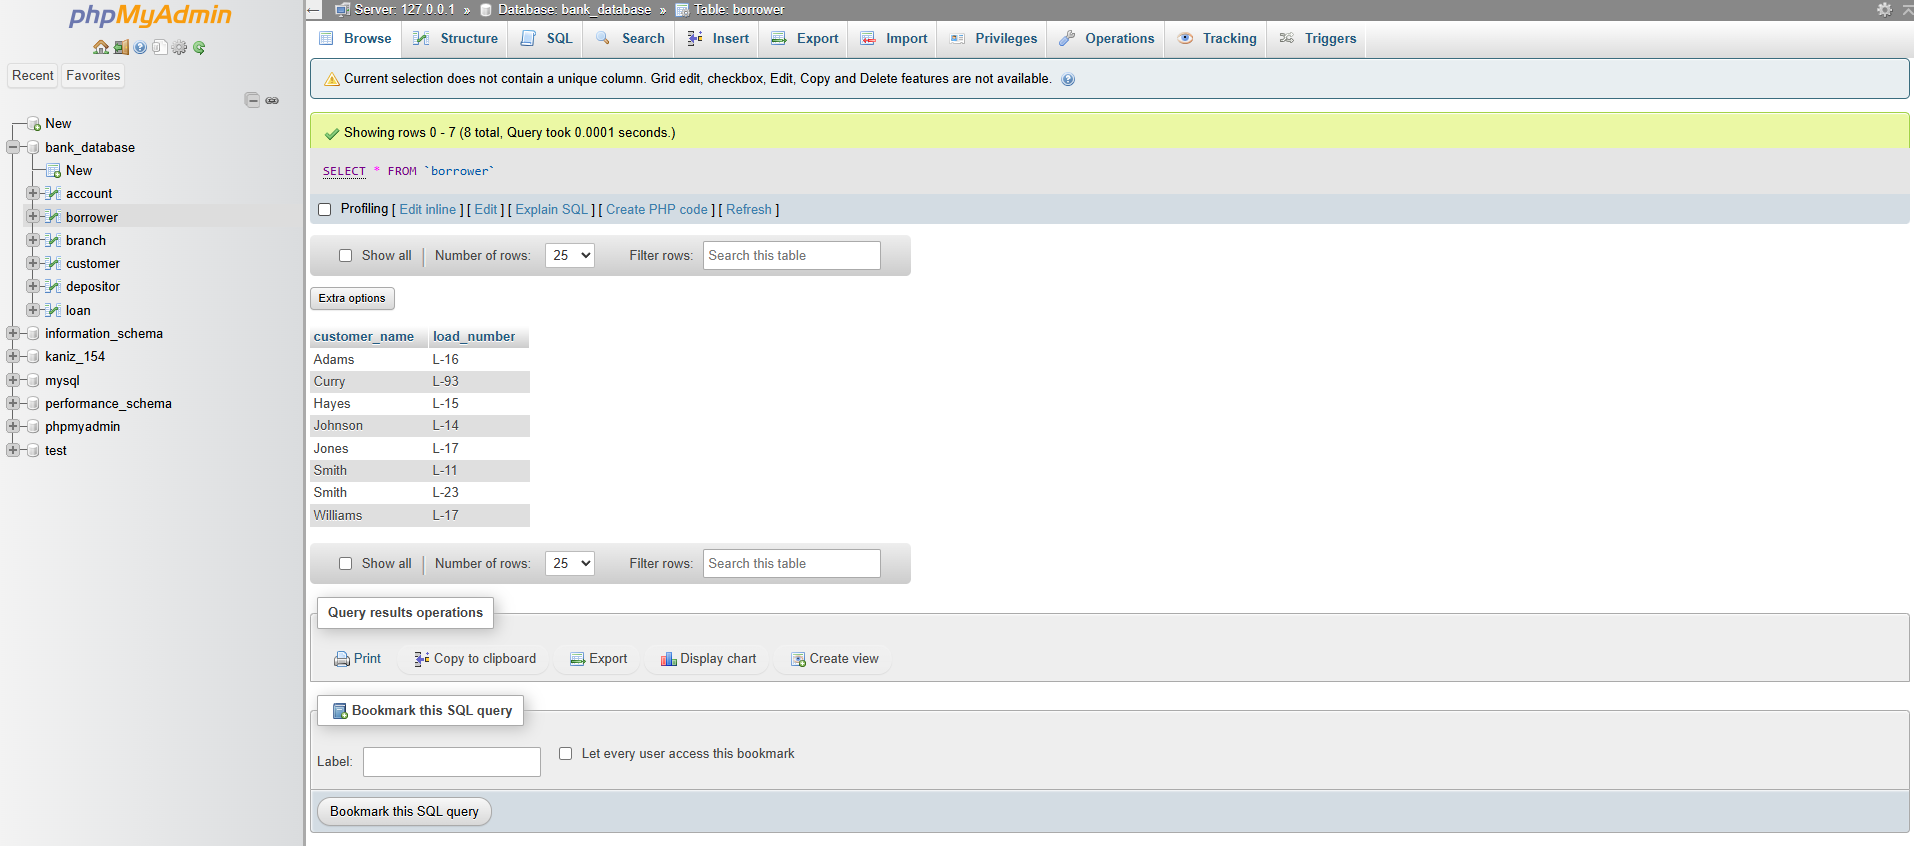 phpMyAdmin
Recent Favorites
New
bank_database
New
account
borrower
branch
customer
depositor
loan
information_schema
kaniz_154
mysql
performance_schema
phpmyadmin
test
Server: 127.0.0.1 » Database: bank_database » Table: borrower
Browse Structure SQL Search Insert Export Import Privileges Operations Tracking Triggers
Current selection does not contain a unique column. Grid edit, checkbox, Edit, Copy and Delete features are not available.
Showing rows 0 - 7 (8 total, Query took 0.0001 seconds.)
SELECT * FROM `borrower`
Profiling [ Edit inline ] [ Edit ] [ Explain SQL ] [ Create PHP code ] [ Refresh ]
Show all Number of rows: 25 Filter rows: Search this table
Extra options
customer_name load_number
Adams L-16
Curry L-93
Hayes L-15
Johnson L-14
Jones L-17
Smith L-11
Smith L-23
Williams L-17
Show all Number of rows: 25 Filter rows: Search this table
Query results operations
Print Copy to clipboard Export Display chart Create view
Bookmark this SQL query
Label: Let every user access this bookmark
Bookmark this SQL query